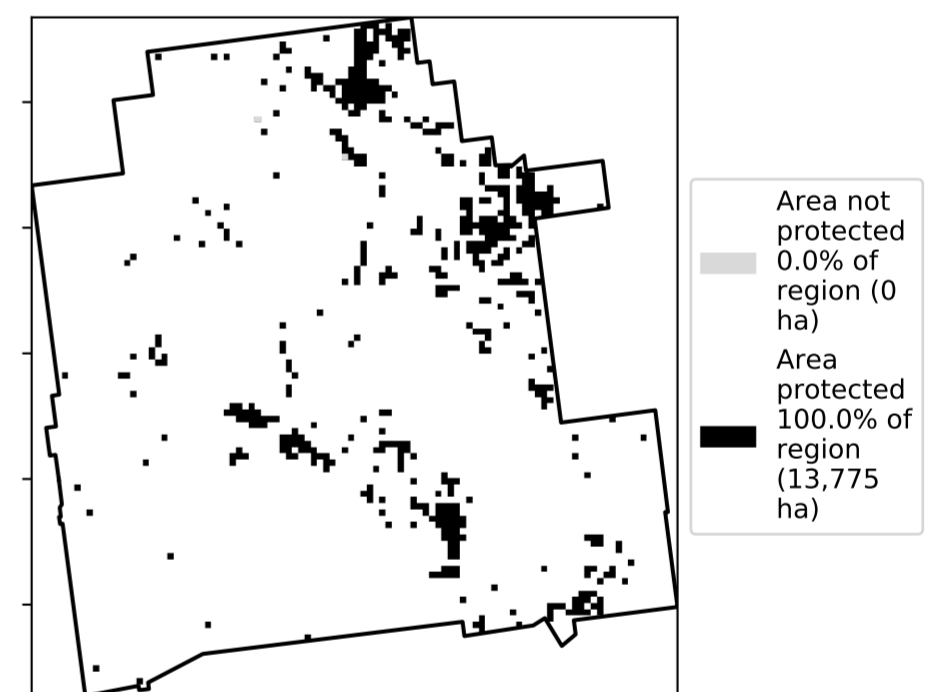 Area not
protected
0.0% of
region (0
ha)
Area
protected
100.0% of
region
(13,775
ha)